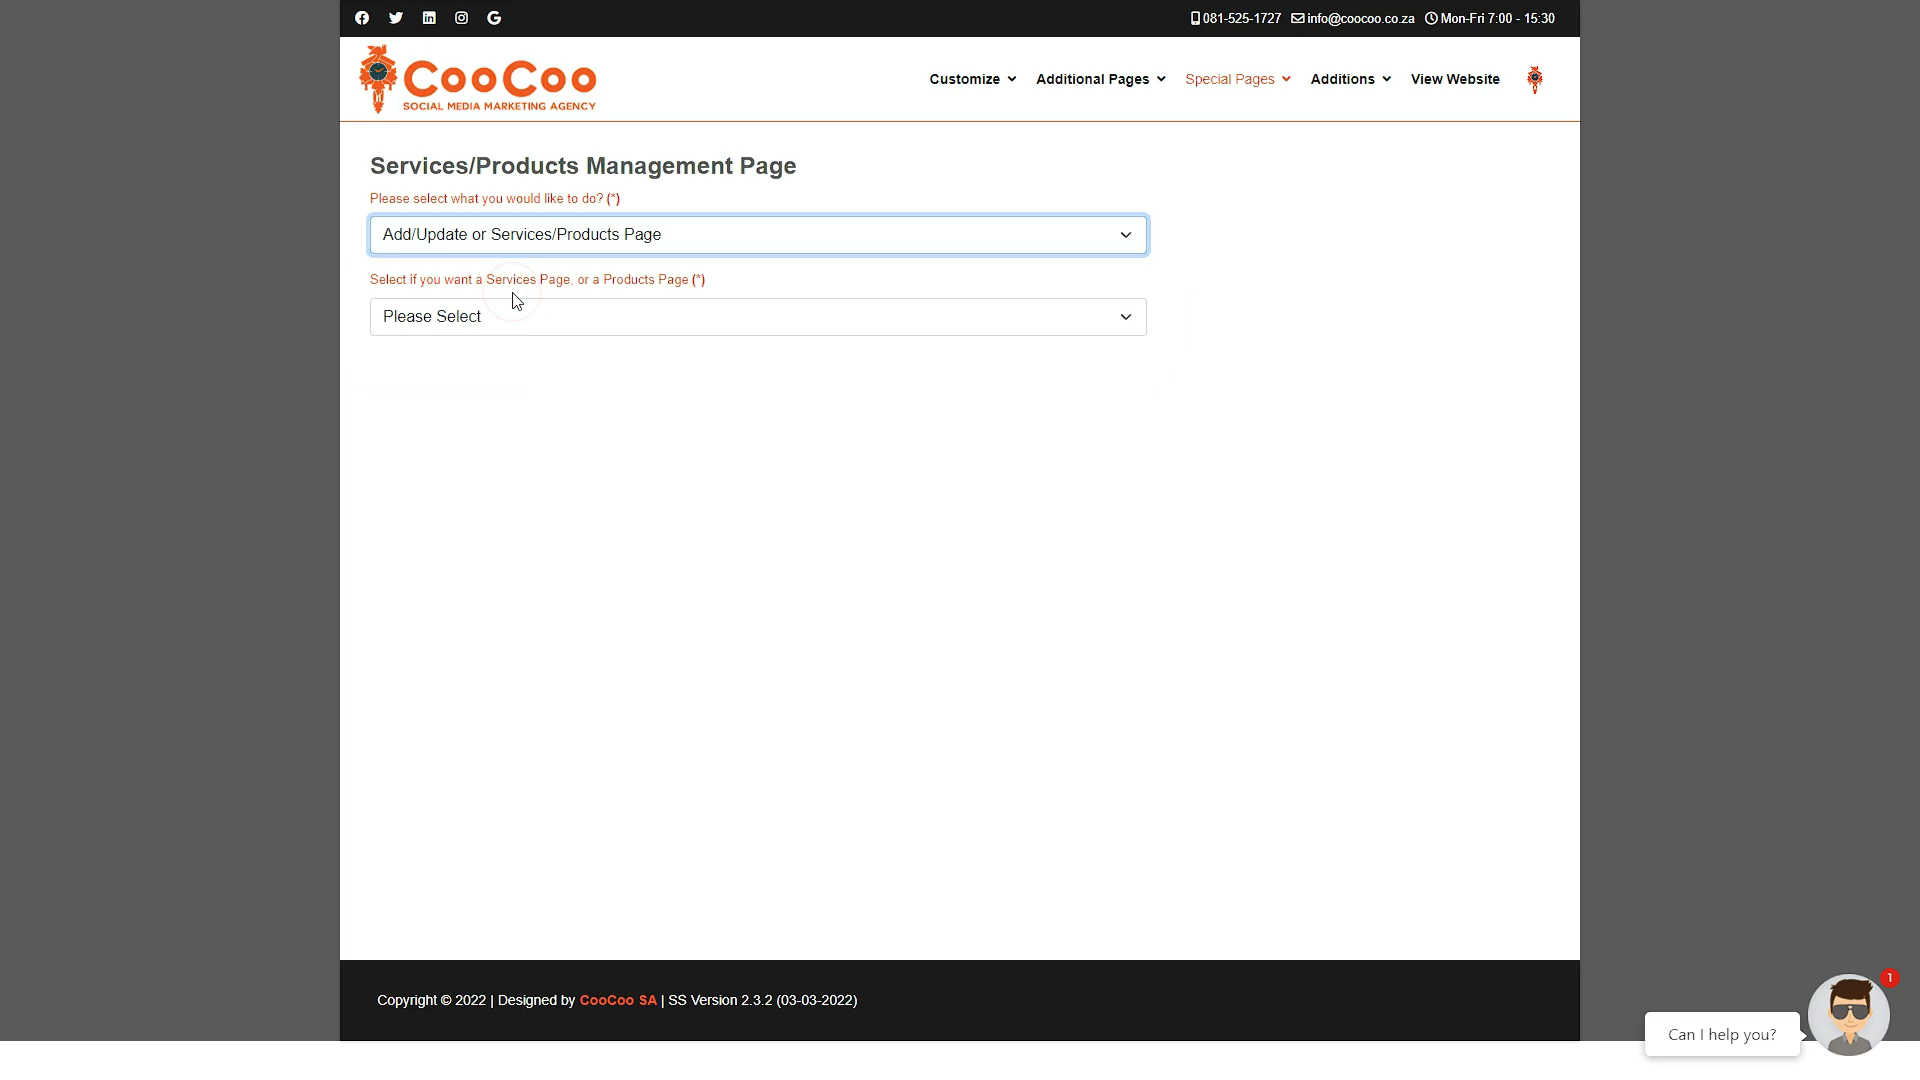 081-525-1727 info@coocoo.co.za Mon-Fri 7:00 - 15:30
CooCoo
SOCIAL MEDIA MARKETING AGENCY
Customize Additional Pages Special Pages Additions View Website
Services/Products Management Page
Please select what you would like to do? (*)
Add/Update or Services/Products Page
Select if you want a Services Page, or a Products Page (*)
Please Select
Copyright © 2022 | Designed by CooCoo SA | SS Version 2.3.2 (03-03-2022)
1
Can I help you?